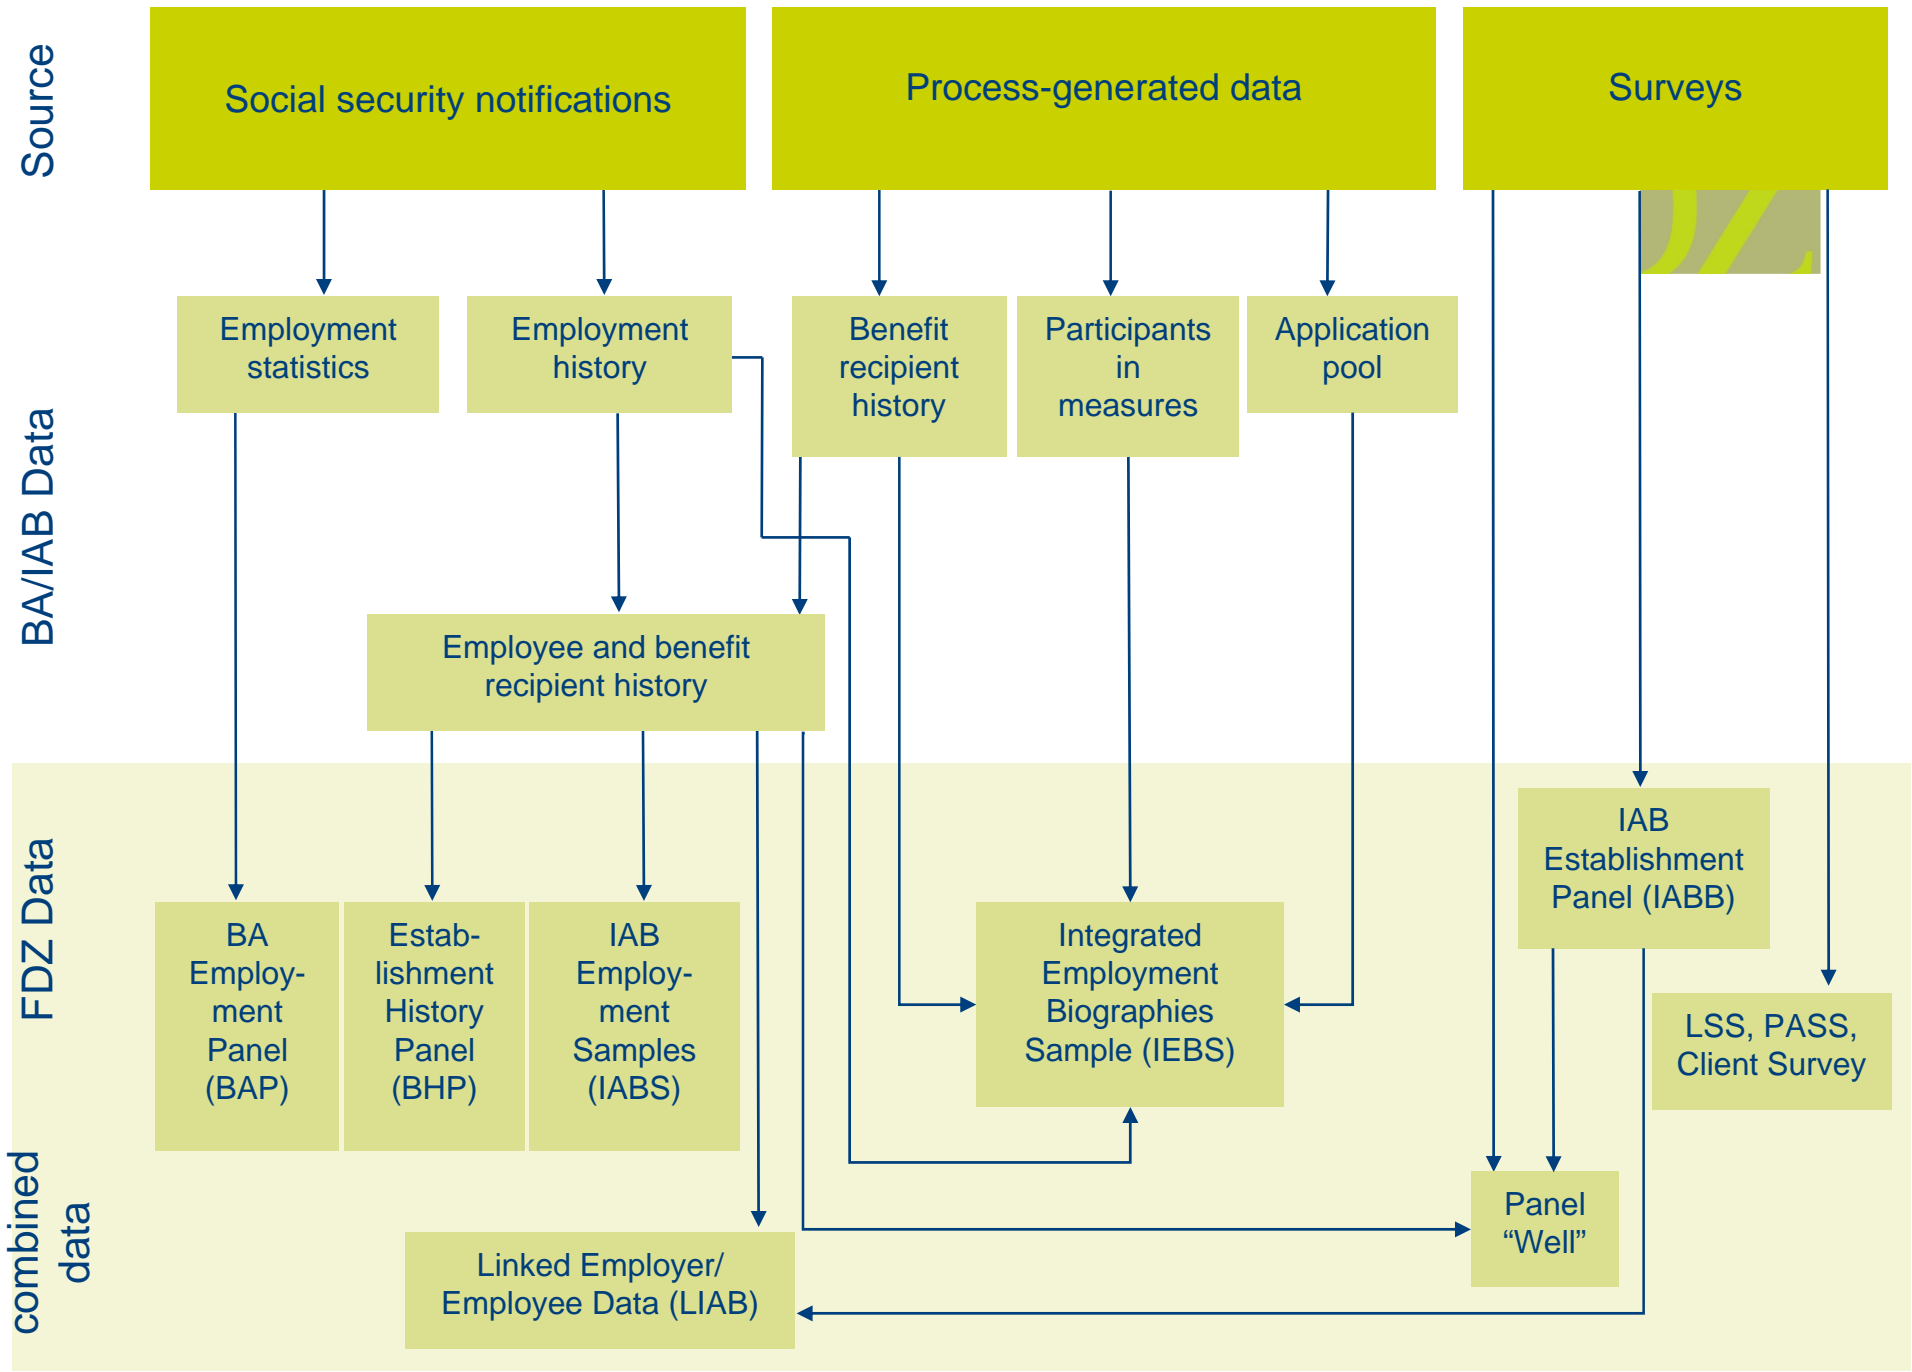 Source
Social security notifications
Process-generated data
Surveys
BA/IAB Data
Employment
statistics
Employment
history
Benefit
recipient
history
Participants
in
measures
Application
pool
Employee and benefit
recipient history
FDZ Data
BA
Employ-
ment
Panel
(BAP)
Estab-
lishment
History
Panel
(BHP)
IAB
Employ-
ment
Samples
(IABS)
Integrated
Employment
Biographies
Sample (IEBS)
IAB
Establishment
Panel (IABB)
LSS, PASS,
Client Survey
combined
data
Linked Employer/
Employee Data (LIAB)
Panel
“Well”